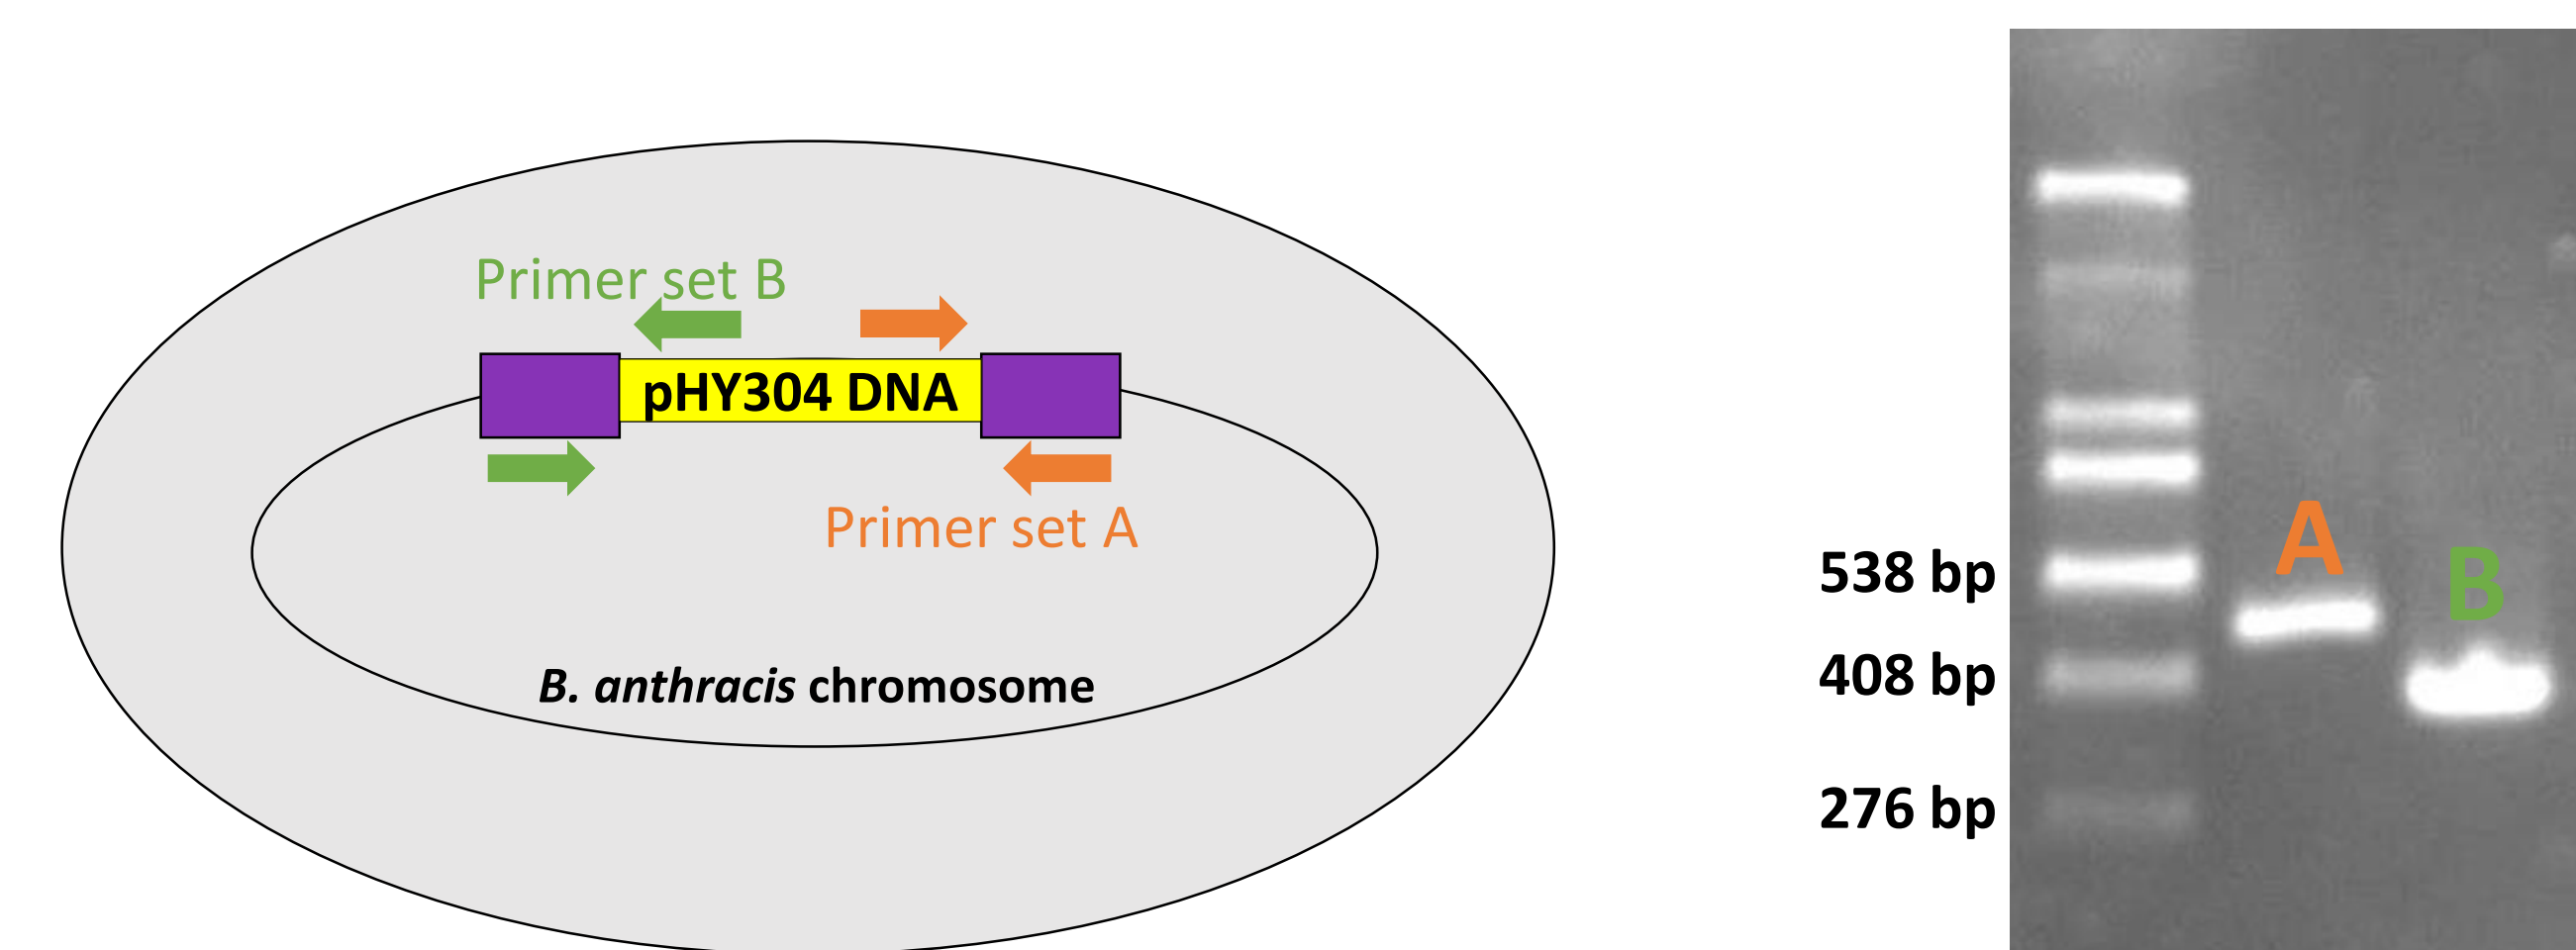 Primer set B
pHY304 DNA
Primer set A
B. anthracis chromosome
538 bp
408 bp
276 bp
A
B